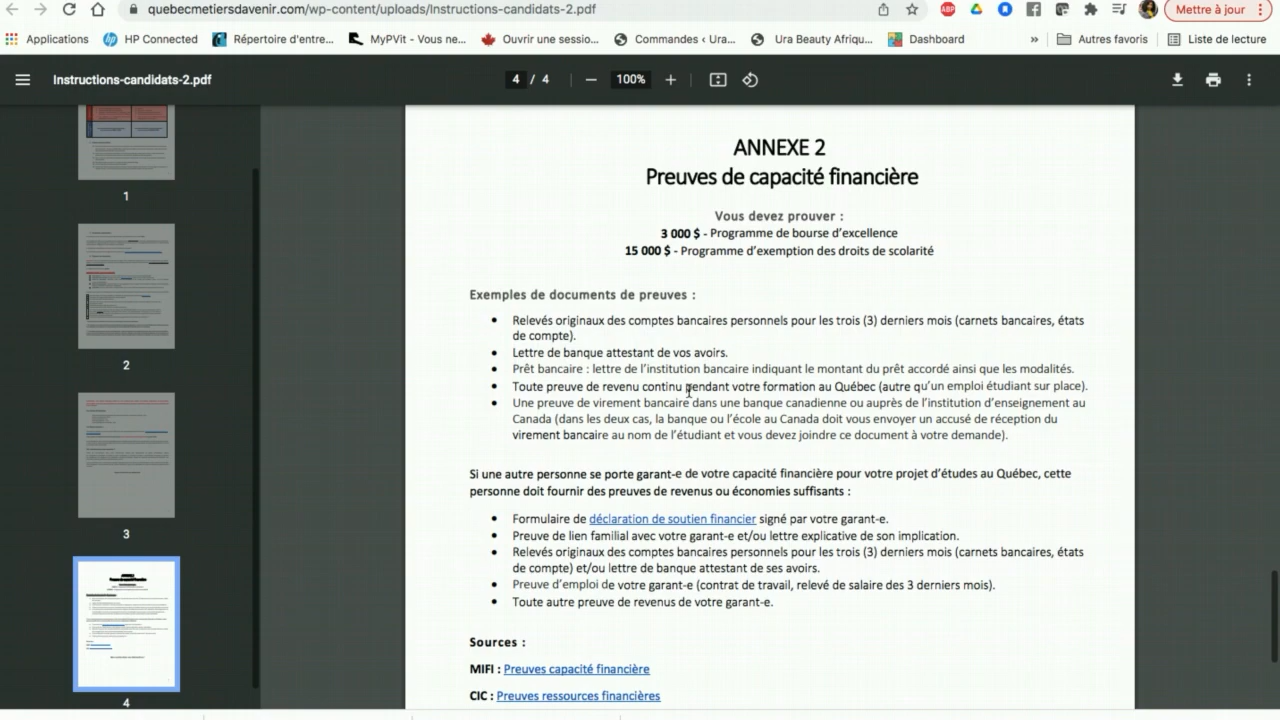 quebecmetiersdavenir.com/wp-content/uploads/Instructions-candidats-2.pdf
ABP
Mettre à jour
Applications
hp
HP Connected
Répertoire d'entre...
MyPVit - Vous ne...
Ouvrir une sessio...
Commandes ‹ Ura...
Ura Beauty Afriqu...
Dashboard
»
Autres favoris
Liste de lecture
Instructions-candidats-2.pdf
4 / 4
100%
1
2
3
4
ANNEXE 2
Preuves de capacité financière
Vous devez prouver :
3 000 $ - Programme de bourse d'excellence
15 000 $ - Programme d'exemption des droits de scolarité
Exemples de documents de preuves :
• Relevés originaux des comptes bancaires personnels pour les trois (3) derniers mois (carnets bancaires, états
de compte).
• Lettre de banque attestant de vos avoirs.
• Prêt bancaire : lettre de l'institution bancaire indiquant le montant du prêt accordé ainsi que les modalités.
• Toute preuve de revenu continu pendant votre formation au Québec (autre qu'un emploi étudiant sur place).
• Une preuve de virement bancaire dans une banque canadienne ou auprès de l'institution d'enseignement au
Canada (dans les deux cas, la banque ou l'école au Canada doit vous envoyer un accusé de réception du
virement bancaire au nom de l'étudiant et vous devez joindre ce document à votre demande).
Si une autre personne se porte garant-e de votre capacité financière pour votre projet d'études au Québec, cette
personne doit fournir des preuves de revenus ou économies suffisants :
• Formulaire de déclaration de soutien financier signé par votre garant-e.
• Preuve de lien familial avec votre garant-e et/ou lettre explicative de son implication.
• Relevés originaux des comptes bancaires personnels pour les trois (3) derniers mois (carnets bancaires, états
de compte) et/ou lettre de banque attestant de ses avoirs.
• Preuve d'emploi de votre garant-e (contrat de travail, relevé de salaire des 3 derniers mois).
• Toute autre preuve de revenus de votre garant-e.
Sources :
MIFI : Preuves capacité financière
CIC : Preuves ressources financières